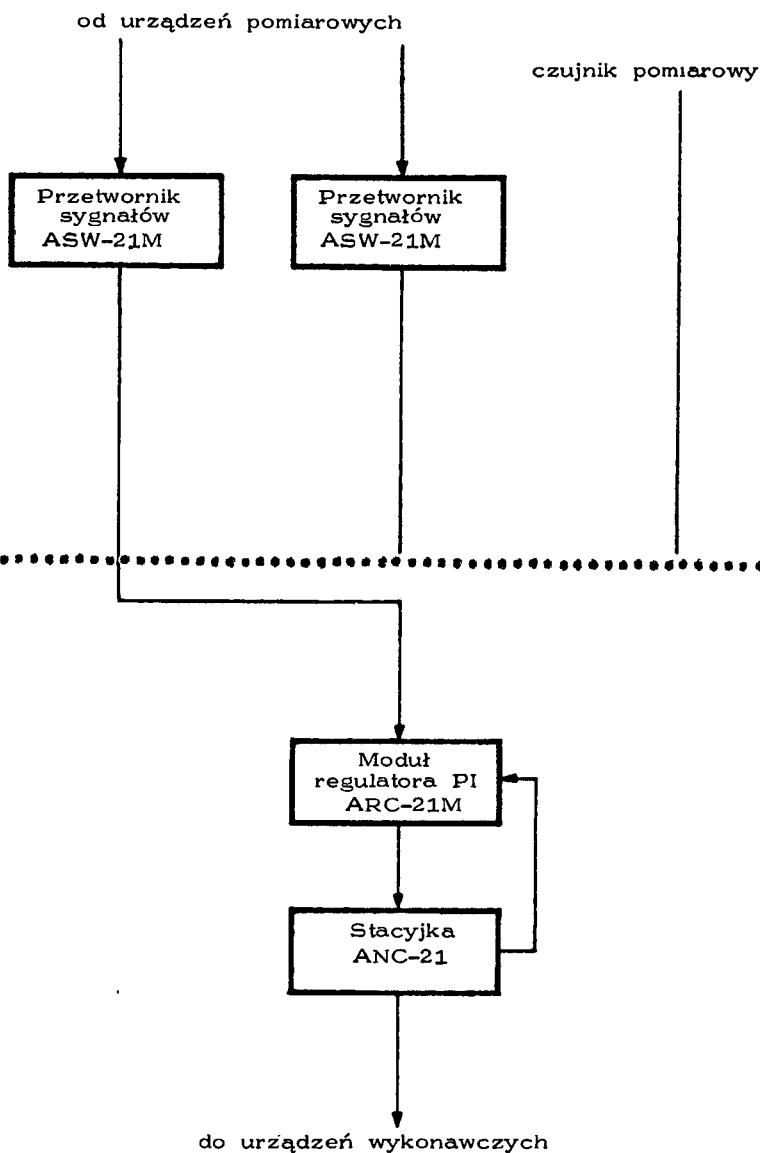 od urządzeń pomiarowych
czujnik pomiarowy
Przetwornik
sygnałów
ASW-21M
Przetwornik
sygnałów
ASW-21M
Moduł
regulatora PI
ARC-21M
Stacyjka
ANC-21
do urządzeń wykonawczych